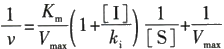 1/v = K_m/V_max (1 + [I]/k_i) 1/[S] + 1/V_max